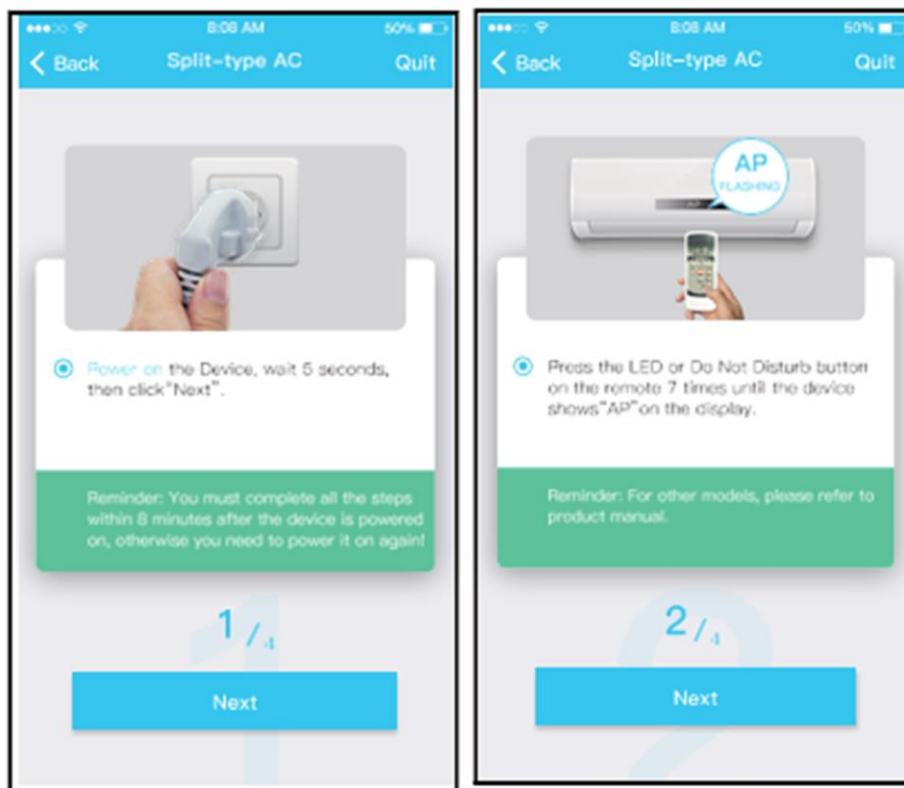 8:08 AM
50%
Back
Split-type AC
Quit
Power on the Device, wait 5 seconds,
then click"Next".
Reminder: You must complete all the steps
within 8 minutes after the device is powered
on, otherwise you need to power it on again!
1/4
Next
8:08 AM
50%
Back
Split-type AC
Quit
AP
FLASHING
AP
Press the LED or Do Not Disturb button
on the remote 7 times until the device
shows"AP"on the display.
Reminder: For other models, please refer to
product manual.
2/4
Next